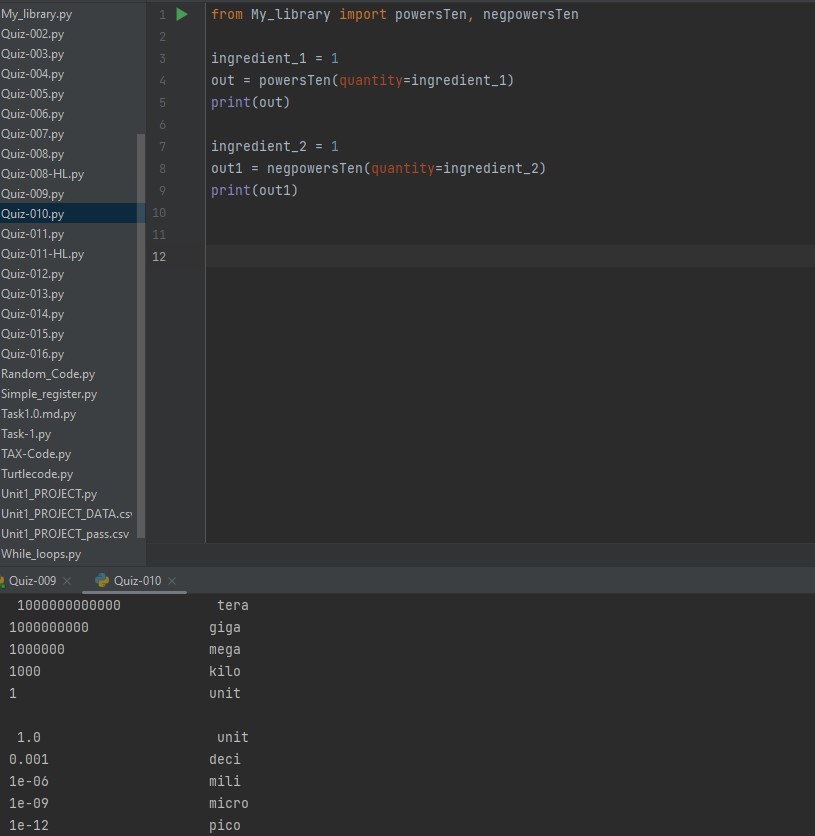 My_library.py
Quiz-002.py
Quiz-003.py
Quiz-004.py
Quiz-005.py
Quiz-006.py
Quiz-007.py
Quiz-008.py
Quiz-008-HL.py
Quiz-009.py
Quiz-010.py
Quiz-011.py
Quiz-011-HL.py
Quiz-012.py
Quiz-013.py
Quiz-014.py
Quiz-015.py
Quiz-016.py
Random_Code.py
Simple_register.py
Task1.0.md.py
Task-1.py
TAX-Code.py
Turtlecode.py
Unit1_PROJECT.py
Unit1_PROJECT_DATA.csv
Unit1_PROJECT_pass.csv
While_loops.py
1 from My_library import powersTen, negpowersTen
2
3 ingredient_1 = 1
4 out = powersTen(quantity=ingredient_1)
5 print(out)
6
7 ingredient_2 = 1
8 out1 = negpowersTen(quantity=ingredient_2)
9 print(out1)
10
11
12
Quiz-009 Quiz-010
1000000000000 tera
1000000000 giga
1000000 mega
1000 kilo
1 unit
1.0 unit
0.001 deci
1e-06 mili
1e-09 micro
1e-12 pico